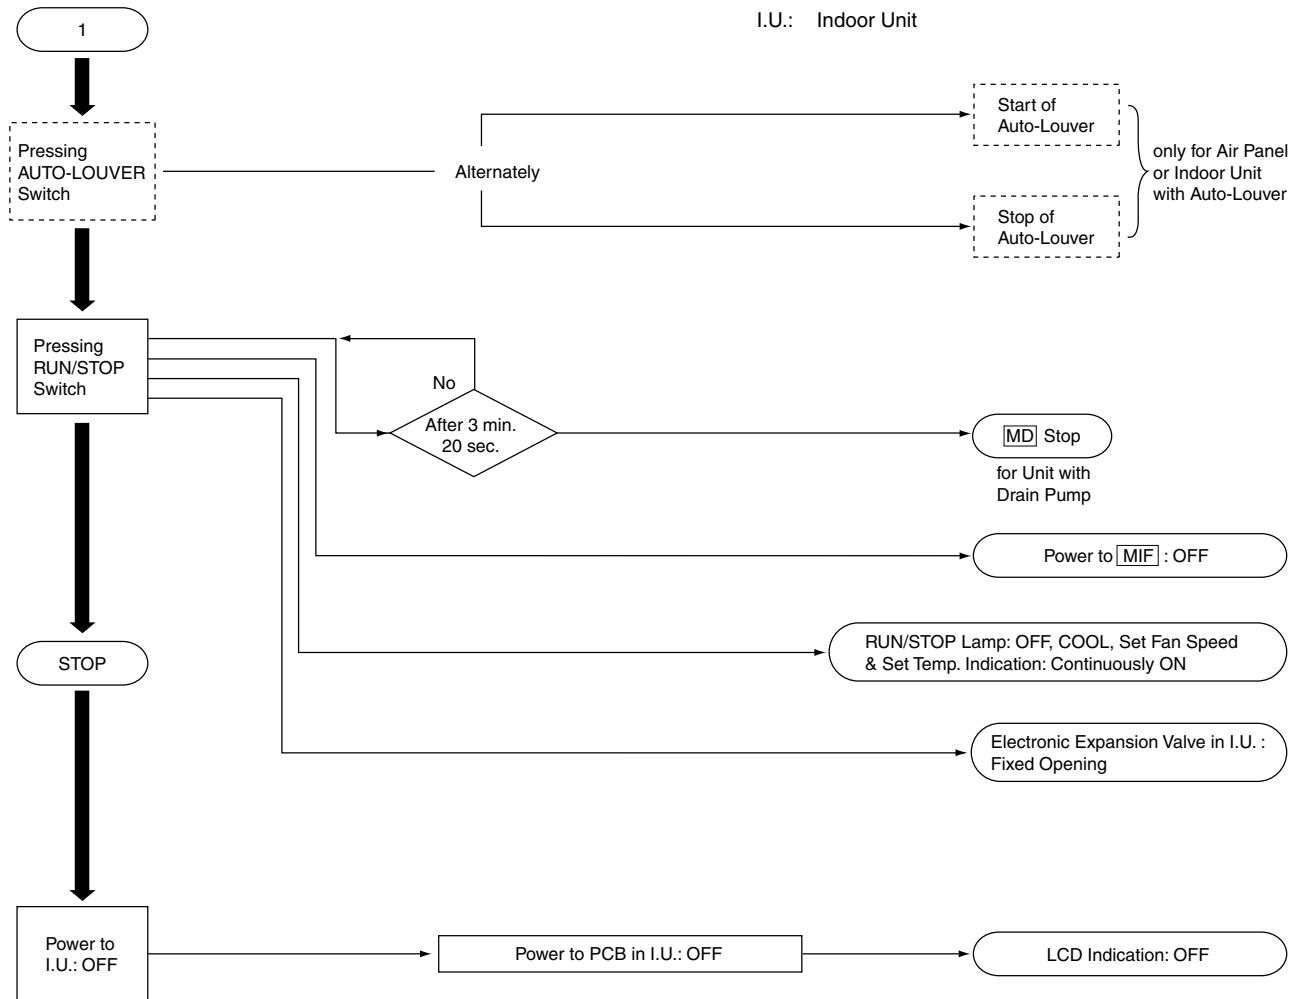 1
I.U.: Indoor Unit
Pressing
AUTO-LOUVER
Switch
Alternately
Start of
Auto-Louver
Stop of
Auto-Louver
only for Air Panel
or Indoor Unit
with Auto-Louver
Pressing
RUN/STOP
Switch
No
After 3 min.
20 sec.
MD Stop
for Unit with
Drain Pump
Power to MIF : OFF
STOP
RUN/STOP Lamp: OFF, COOL, Set Fan Speed
& Set Temp. Indication: Continuously ON
Electronic Expansion Valve in I.U. :
Fixed Opening
Power to
I.U.: OFF
Power to PCB in I.U.: OFF
LCD Indication: OFF